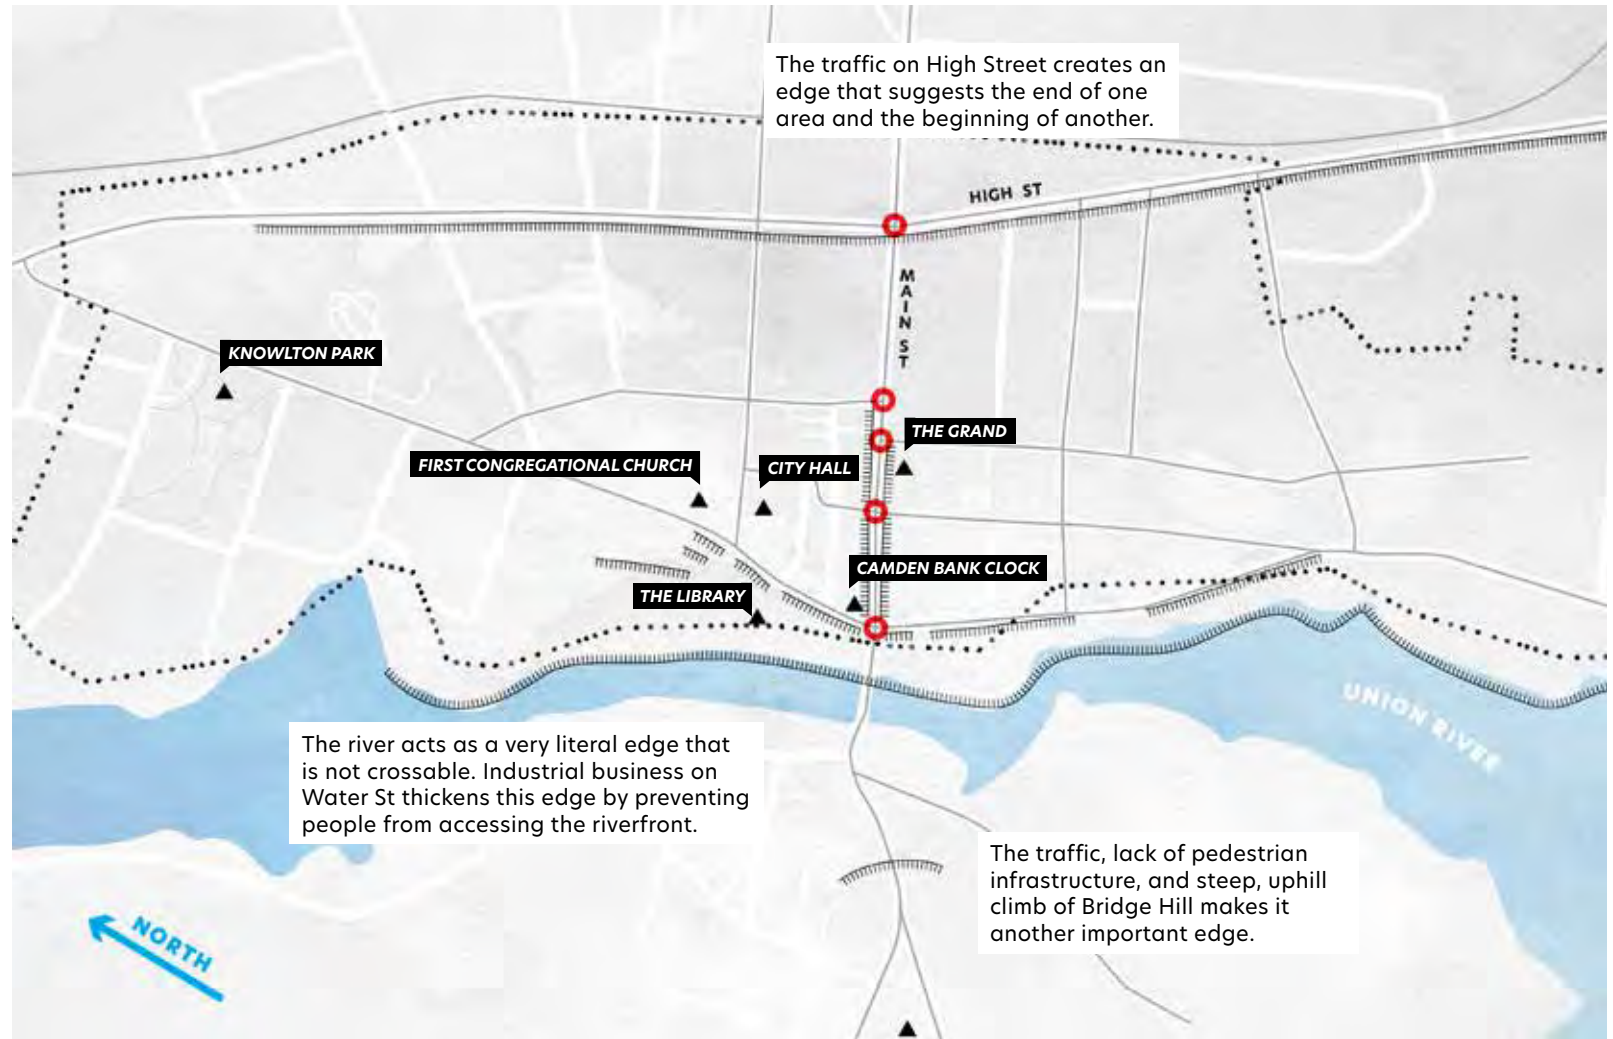 The traffic on High Street creates an
edge that suggests the end of one
area and the beginning of another.
HIGH ST
MAIN ST
KNOWLTON PARK
THE GRAND
FIRST CONGREGATIONAL CHURCH
CITY HALL
CAMDEN BANK CLOCK
THE LIBRARY
UNION RIVER
The river acts as a very literal edge that
is not crossable. Industrial business on
Water St thickens this edge by preventing
people from accessing the riverfront.
The traffic, lack of pedestrian
infrastructure, and steep, uphill
climb of Bridge Hill makes it
another important edge.
NORTH